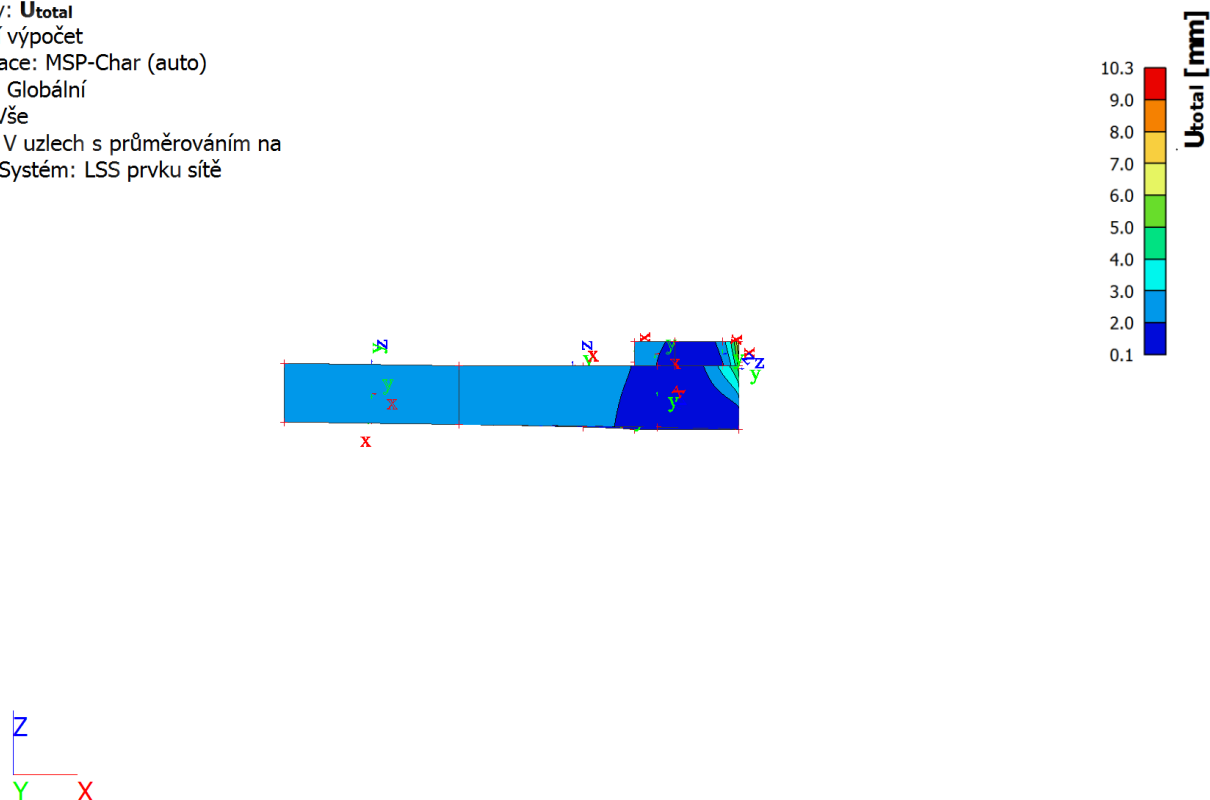 y: Utotal
í výpočet
ace: MSP-Char (auto)
Globální
Vše
V uzlech s průměrováním na
Systém: LSS prvku sítě
Utotal [mm]
10.3
9.0
8.0
7.0
6.0
5.0
4.0
3.0
2.0
0.1
y z
z
y x
x
y
x
x
x z
y
y
x
x
y
x
Z
Y X